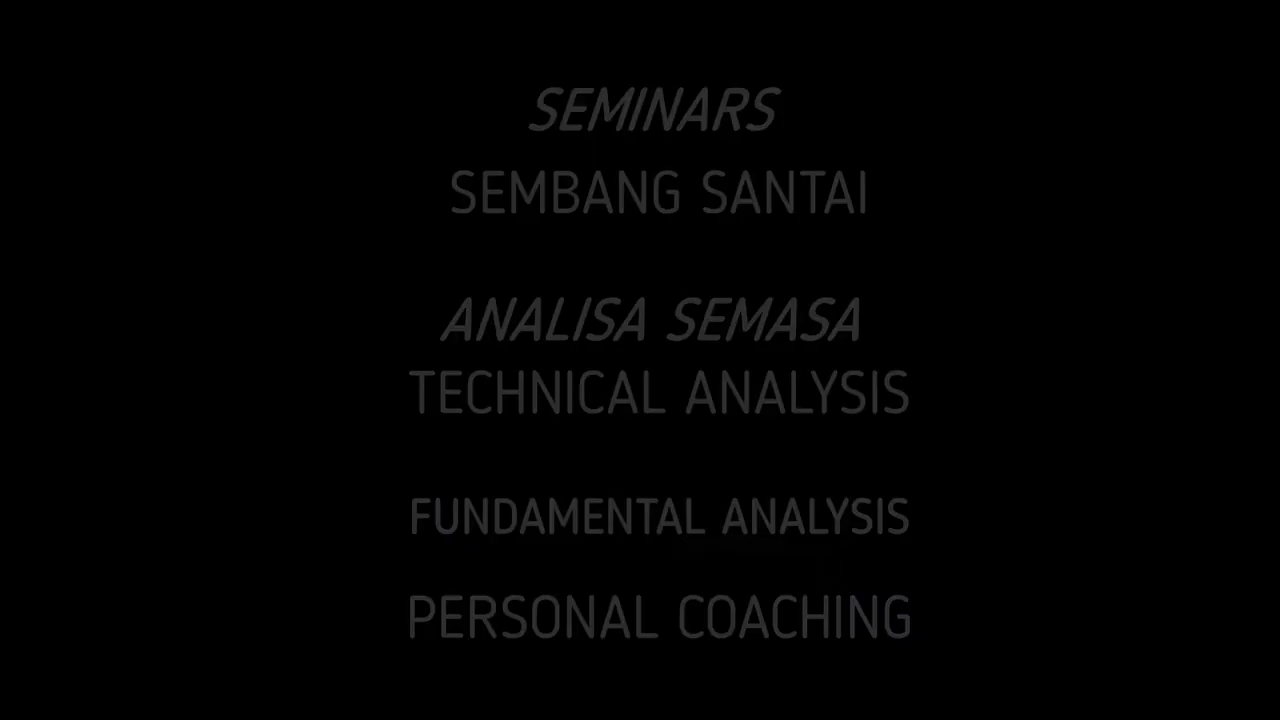 SEMINARS
SEMBANG SANTAI
ANALISA SEMASA
TECHNICAL ANALYSIS
FUNDAMENTAL ANALYSIS
PERSONAL COACHING